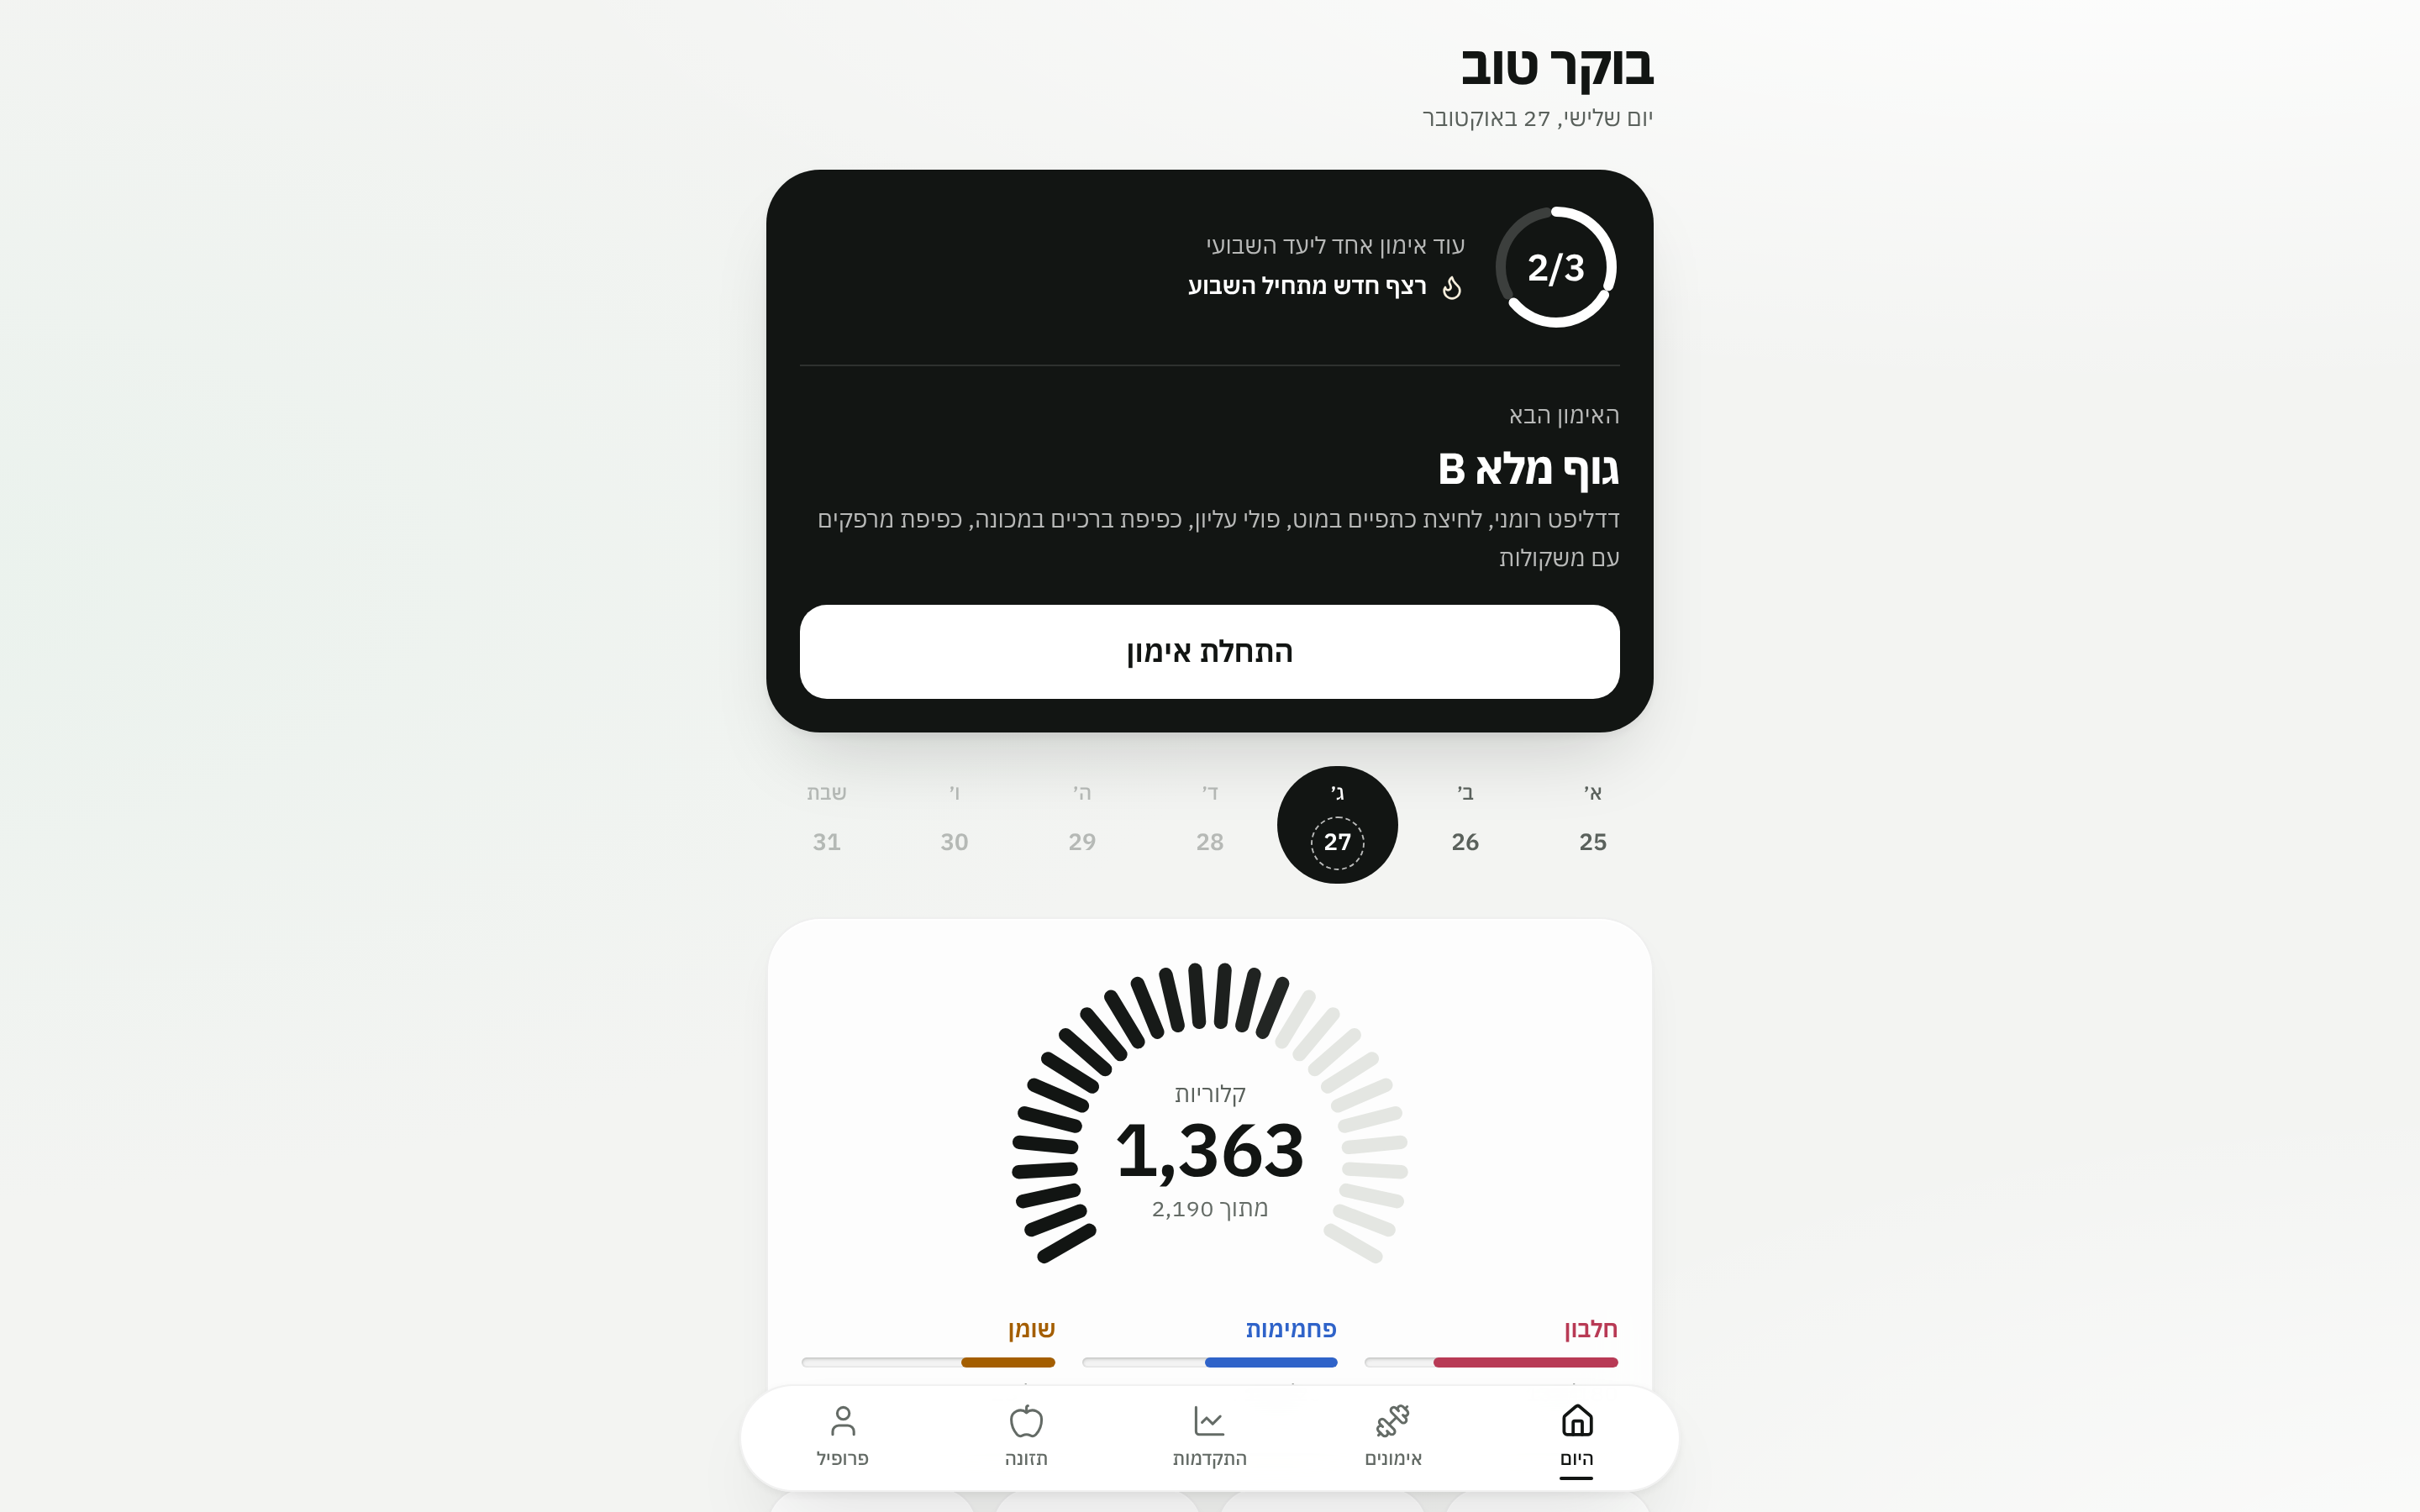 בוקר טוב
יום שלישי, 27 באוקטובר
2/3
עוד אימון אחד ליעד השבועי
רצף חדש מתחיל השבוע
האימון הבא
גוף מלא B
דדליפט רומני, לחיצת כתפיים במוט, פולי עליון, כפיפת ברכיים במכונה, כפיפת מרפקים
עם משקולות
התחלת אימון
א׳ ב׳ ג׳ ד׳ ה׳ ו׳ שבת
25 26 27 28 29 30 31
קלוריות
1,363
מתוך 2,190
חלבון פחמימות שומן
היום אימונים התקדמות תזונה פרופיל